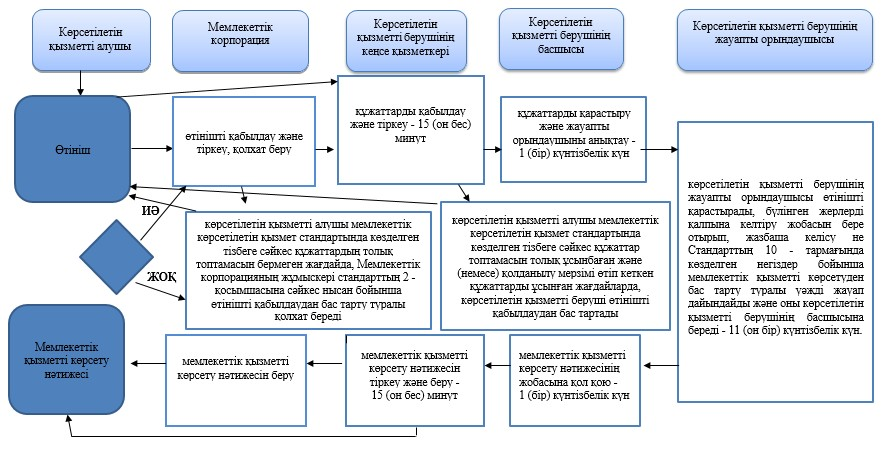 Көрсетілетін
қызметті алушы
Мемлекеттік
корпорация
Көрсетілетін
қызметті берушінің
кеңсе қызметкері
Көрсетілетін
қызметті берушінің
басшысы
Көрсетілетін қызметті берушінің
жауапты орындаушысы
Өтініш
өтінішті қабылдау және
тіркеу, қолхат беру
құжаттарды қабылдау
және тіркеу - 15 (он бес)
минут
құжаттарды қарастыру
және жауапты
орындаушыны анықтау -
1 (бір) күнтізбелік күн
көрсетілетін қызметті берушінің
жауапты орындаушысы өтінішті
қарастырады, бүлінген жерлерді
қалпына келтіру жобасын бере
отырып, жазбаша келісу не
Стандарттың 10 - тармағында
көзделген негіздер бойынша
мемлекеттік қызметті көрсетуден
бас тарту туралы уәжді жауап
дайындайды және оны көрсетілетін
қызметті берушінің басшысына
береді - 11 (он бір) күнтізбелік күн.
ИӘ
ЖОҚ
көрсетілетін қызметті алушы мемлекеттік
көрсетілетін қызмет стандартында көзделген
тізбеге сәйкес құжаттардың толық
топтамасын бермеген жағдайда, Мемлекеттік
корпорацияның жұмыскері стандарттың 2 -
қосымшасына сәйкес нысан бойынша
өтінішті қабылдаудан бас тарту туралы
қолхат береді
көрсетілетін қызметті алушы мемлекеттік
көрсетілетін қызмет стандартында
көзделген тізбеге сәйкес құжаттар
топтамасын толық ұсынбаған және
(немесе) қолданылу мерзімі өтіп кеткен
құжаттарды ұсынған жағдайларда,
көрсетілетін қызметті беруші өтінішті
қабылдаудан бас тартады
Мемлекеттік
қызметті көрсету
нәтижесі
мемлекеттік қызметті
көрсету нәтижесін беру
мемлекеттік қызметті
көрсету нәтижесін
тіркеу және беру -
15 (он бес) минут
мемлекеттік қызметті
көрсету нәтижесінің
жобасына қол қою -
1 (бір) күнтізбелік күн